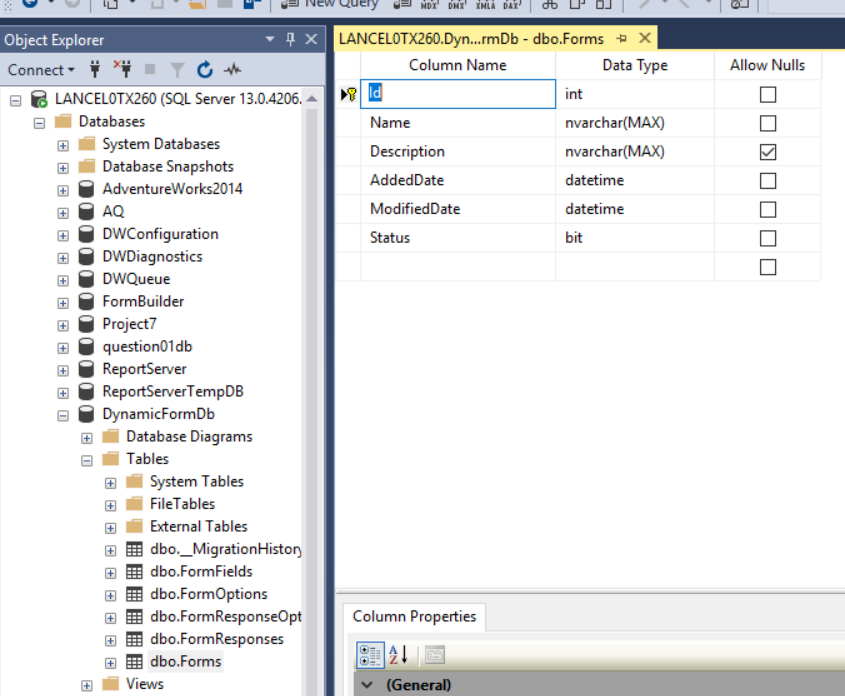 New Query
MDX DMX XMLA DAX
Object Explorer
LANCEL0TX260.Dyn...rmDb - dbo.Forms
Connect
Column Name Data Type Allow Nulls
LANCEL0TX260 (SQL Server 13.0.4206.
Id int
Databases
Name nvarchar(MAX)
System Databases
Description nvarchar(MAX)
Database Snapshots
AddedDate datetime
AdventureWorks2014
ModifiedDate datetime
AQ
Status bit
DWConfiguration
DWDiagnostics
DWQueue
FormBuilder
Project7
question01db
ReportServer
ReportServerTempDB
DynamicFormDb
Database Diagrams
Tables
System Tables
FileTables
External Tables
dbo.__MigrationHistory
dbo.FormFields
dbo.FormOptions
dbo.FormResponseOpt
dbo.FormResponses
dbo.Forms
Views
Column Properties
A
Z
(General)